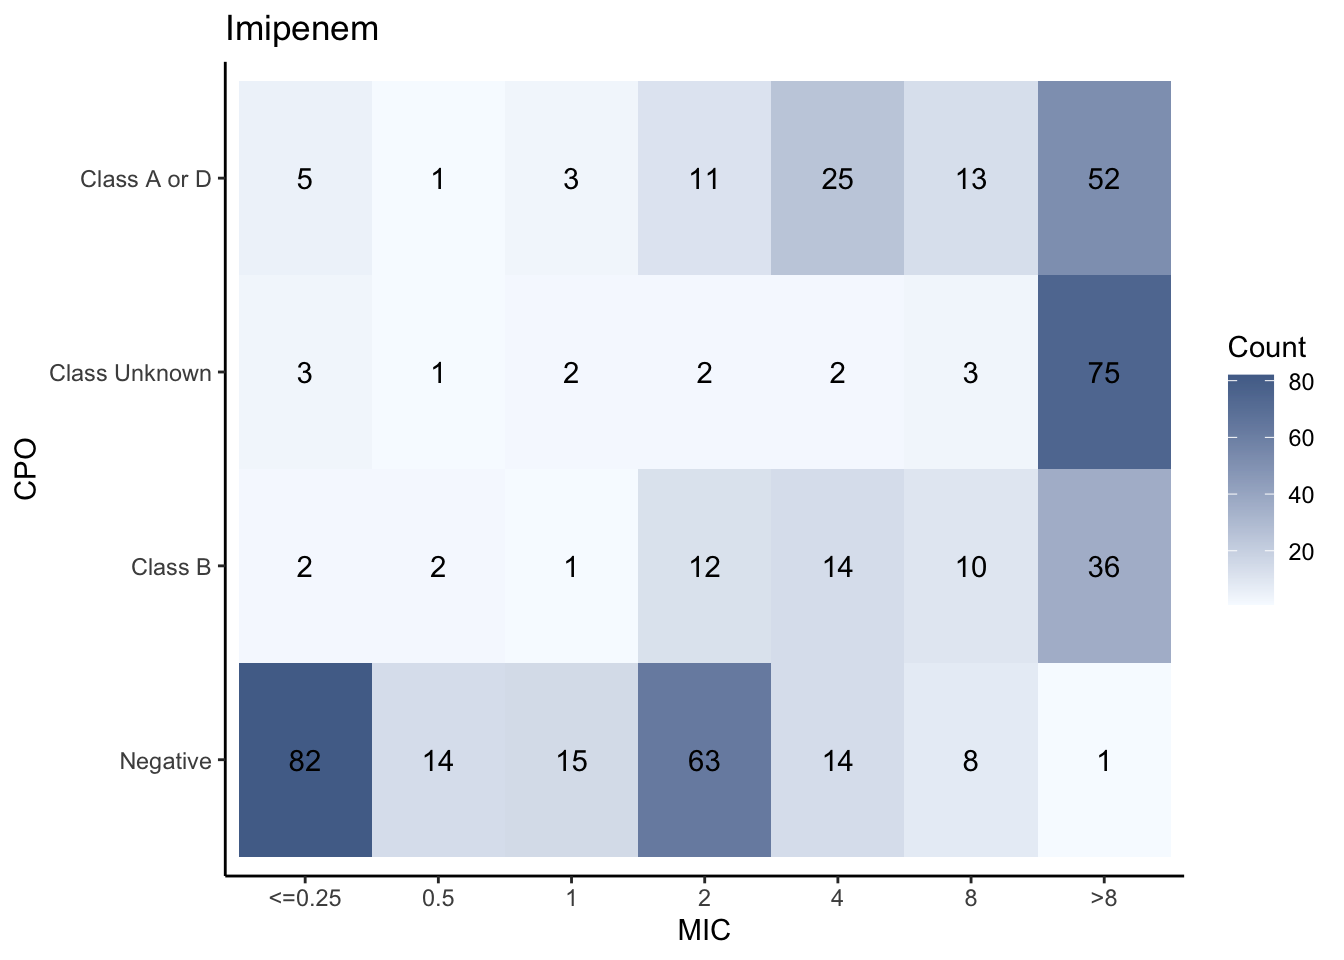 Imipenem
Class A or D 5 1 3 11 25 13 52
Class Unknown 3 1 2 2 2 3 75
Class B 2 2 1 12 14 10 36
Negative 82 14 15 63 14 8 1
<=0.25 0.5 1 2 4 8 >8
MIC
CPO
Count
80
60
40
20